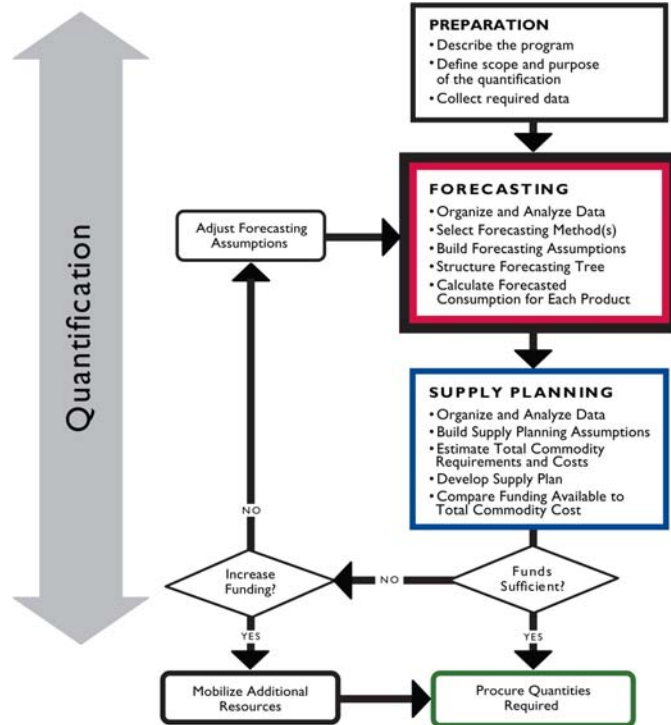 PREPARATION
• Describe the program
• Define scope and purpose
of the quantification
• Collect required data
FORECASTING
• Organize and Analyze Data
• Select Forecasting Method(s)
• Build Forecasting Assumptions
• Structure Forecasting Tree
• Calculate Forecasted
Consumption for Each Product
Adjust Forecasting
Assumptions
Quantification
SUPPLY PLANNING
• Organize and Analyze Data
• Build Supply Planning Assumptions
• Estimate Total Commodity
Requirements and Costs
• Develop Supply Plan
• Compare Funding Available to
Total Commodity Cost
NO
Increase
Funding?
NO
Funds
Sufficient?
YES
YES
Mobilize Additional
Resources
Procure Quantities
Required